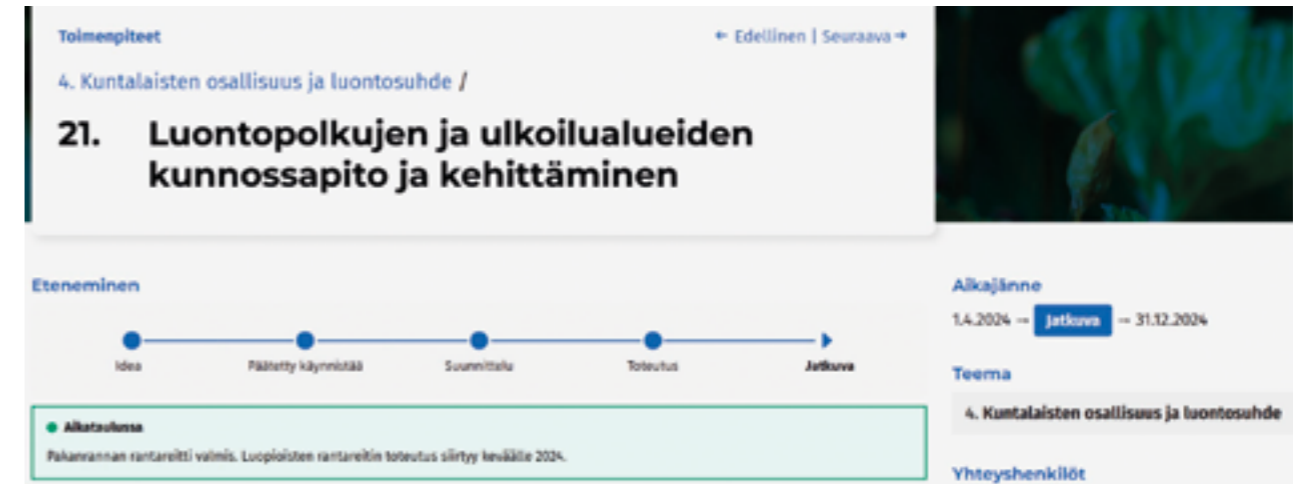 Toimenpiteet
← Edellinen | Seuraava →
4. Kuntalaisten osallisuus ja luontosuhde /
21. Luontopolkujen ja ulkoilualueiden
kunnossapito ja kehittäminen
Eteneminen
Idea
Päätetty käynnistää
Suunnittelu
Toteutus
Jatkuva
Aikataulussa
Pakanrannan rantareitti valmis. Luopioisten rantareitin toteutus siirtyy keväälle 2024.
Aikajänne
1.4.2024 → Jatkuva → 31.12.2024
Teema
4. Kuntalaisten osallisuus ja luontosuhde
Yhteyshenkilöt